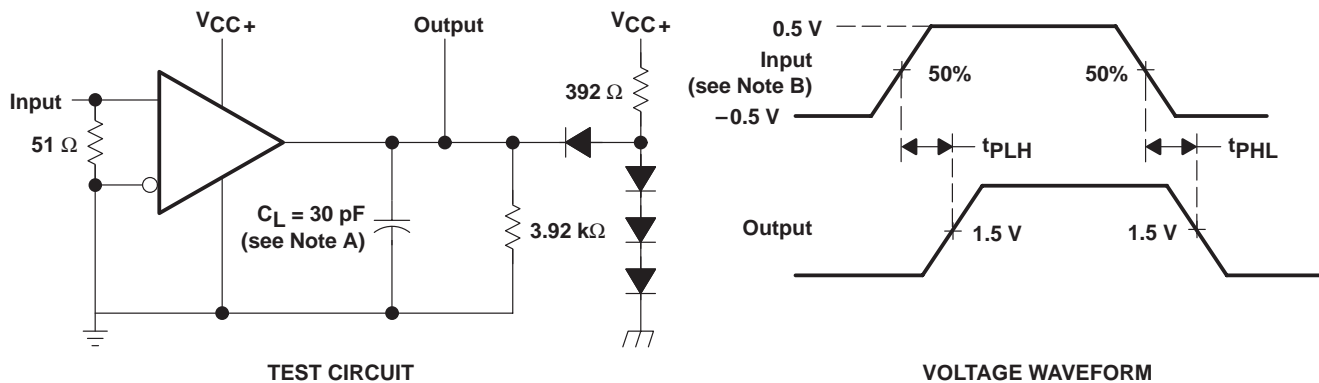 VCC+
Output
VCC+
Input
51 Ω
392 Ω
CL = 30 pF
(see Note A)
3.92 kΩ
TEST CIRCUIT
0.5 V
Input
(see Note B)
−0.5 V
50%
50%
tPLH
tPHL
Output
1.5 V
1.5 V
VOLTAGE WAVEFORM